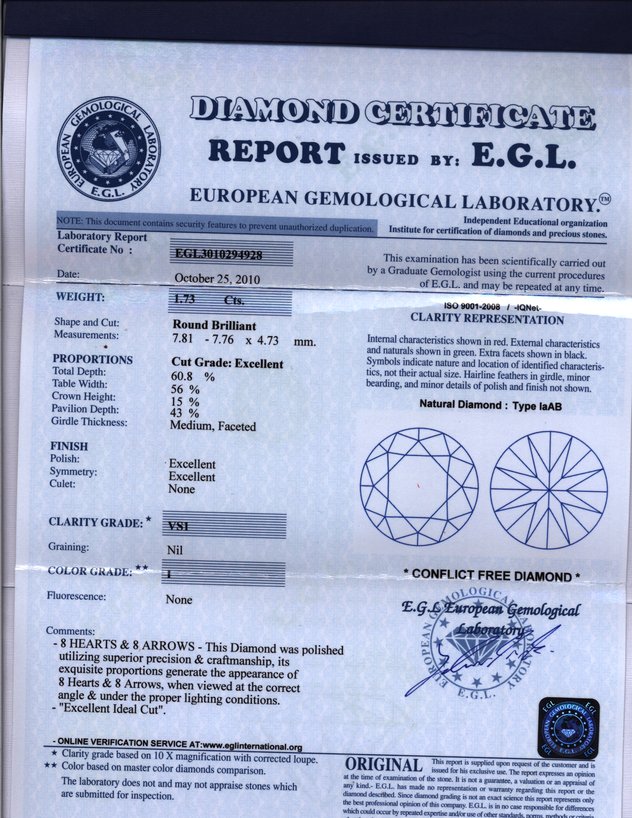 DIAMOND CERTIFICATE
REPORT ISSUED BY: E.G.L.
EUROPEAN GEMOLOGICAL LABORATORY.™
EUROPEAN GEMOLOGICAL LABORATORY
E.G.L.
Independent Educational organization
Institute for certification of diamonds and precious stones.
NOTE: This document contains security features to prevent unauthorized duplication.
Laboratory Report
Certificate No : EGL3010294928
Date: October 25, 2010
WEIGHT: 1.73 Cts.
Shape and Cut: Round Brilliant
Measurements: 7.81 - 7.76 x 4.73 mm.
*
PROPORTIONS Cut Grade: Excellent
Total Depth: 60.8 %
Table Width: 56 %
Crown Height: 15 %
Pavilion Depth: 43 %
Girdle Thickness: Medium, Faceted
FINISH
Polish: Excellent
Symmetry: Excellent
Culet: None
CLARITY GRADE: * VS1
Graining: Nil
COLOR GRADE: ** I
Fluorescence: None
Comments:
- 8 HEARTS & 8 ARROWS - This Diamond was polished
utilizing superior precision & craftmanship, its
exquisite proportions generate the appearance of
8 Hearts & 8 Arrows, when viewed at the correct
angle & under the proper lighting conditions.
- "Excellent Ideal Cut".
- ONLINE VERIFICATION SERVICE AT:www.eglinternational.org
* Clarity grade based on 10 X magnification with corrected loupe.
** Color based on master color diamonds comparison.
The laboratory does not and may not appraise stones which
are submitted for inspection.
This examination has been scientifically carried out
by a Graduate Gemologist using the current procedures
of E.G.L. and may be repeated at any time.
ISO 9001-2008 / -IQNet-
CLARITY REPRESENTATION
Internal characteristics shown in red. External characteristics
and naturals shown in green. Extra facets shown in black.
Symbols indicate nature and location of identified characteris-
tics, not their actual size. Hairline feathers in girdle, minor
bearding, and minor details of polish and finish not shown.
Natural Diamond : Type IaAB
* CONFLICT FREE DIAMOND *
E.G.L European Gemological
Laboratory
E.G.L.
EGL EGL
E.G.L.
EGL EGL
ORIGINAL This report is supplied upon request of the customer and is
issued for his exclusive use. The report expresses an opinion
at the time of examination of the stone. It is not a guarantee, a valuation or an appraisal of
any kind.- E.G.L. has made no representation or warranty regarding this report or the
diamond described. Since diamond grading is not an exact science this report represents only
the best professional opinion of this company. E.G.L. is in no case responsible for differences
which could occur by repeated expertise and/or use of other standards, norms, methods or criteria